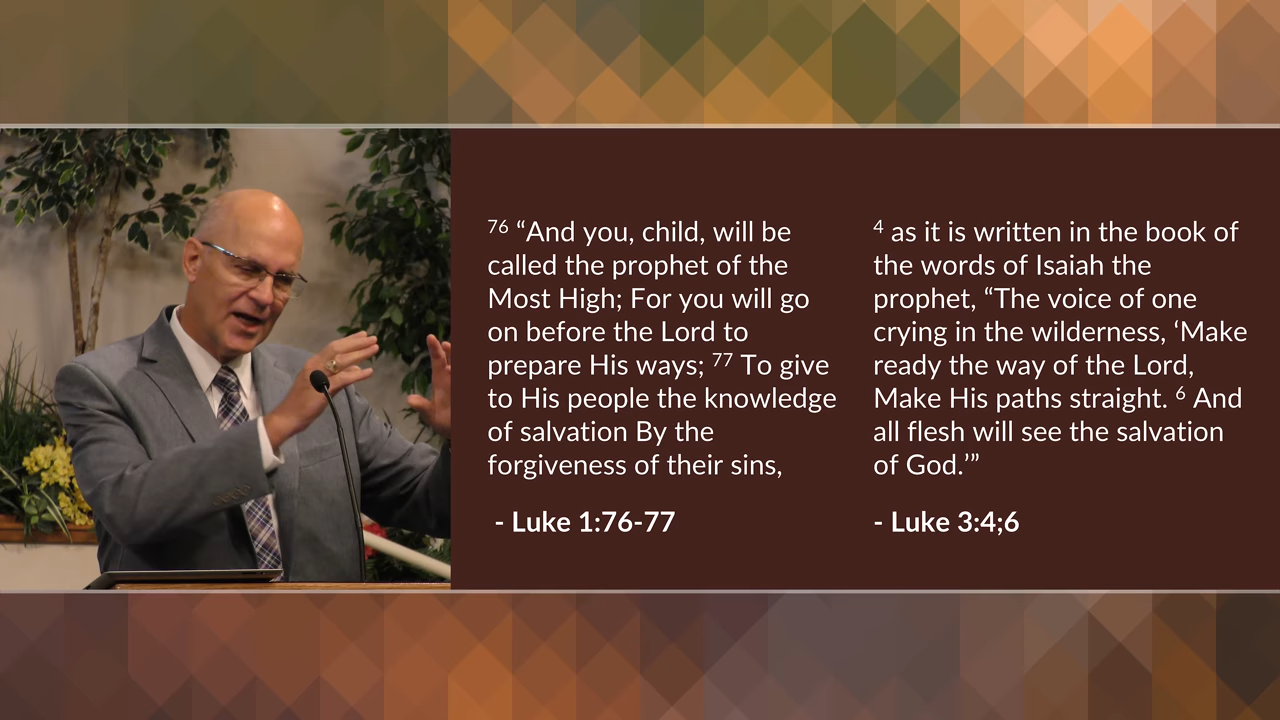 76 “And you, child, will be
called the prophet of the
Most High; For you will go
on before the Lord to
prepare His ways; 77 To give
to His people the knowledge
of salvation By the
forgiveness of their sins,
- Luke 1:76-77
4 as it is written in the book of
the words of Isaiah the
prophet, “The voice of one
crying in the wilderness, ‘Make
ready the way of the Lord,
Make His paths straight. 6 And
all flesh will see the salvation
of God.’”
- Luke 3:4;6